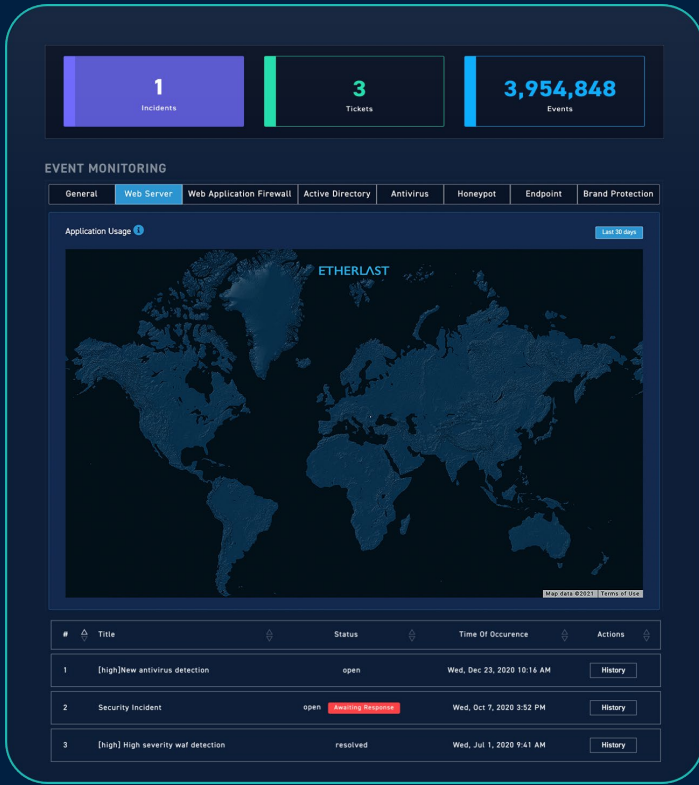 1
Incidents
3
Tickets
3,954,848
Events
EVENT MONITORING
General Web Server Web Application Firewall Active Directory Antivirus Honeypot Endpoint Brand Protection
Application Usage i
Last 30 days
ETHERLΛST
Map data ©2021 Terms of Use
# Title Status Time Of Occurence Actions
1 [high]New antivirus detection open Wed, Dec 23, 2020 10:16 AM History
2 Security Incident open Awaiting Response Wed, Oct 7, 2020 3:52 PM History
3 [high] High severity waf detection resolved Wed, Jul 1, 2020 9:41 AM History